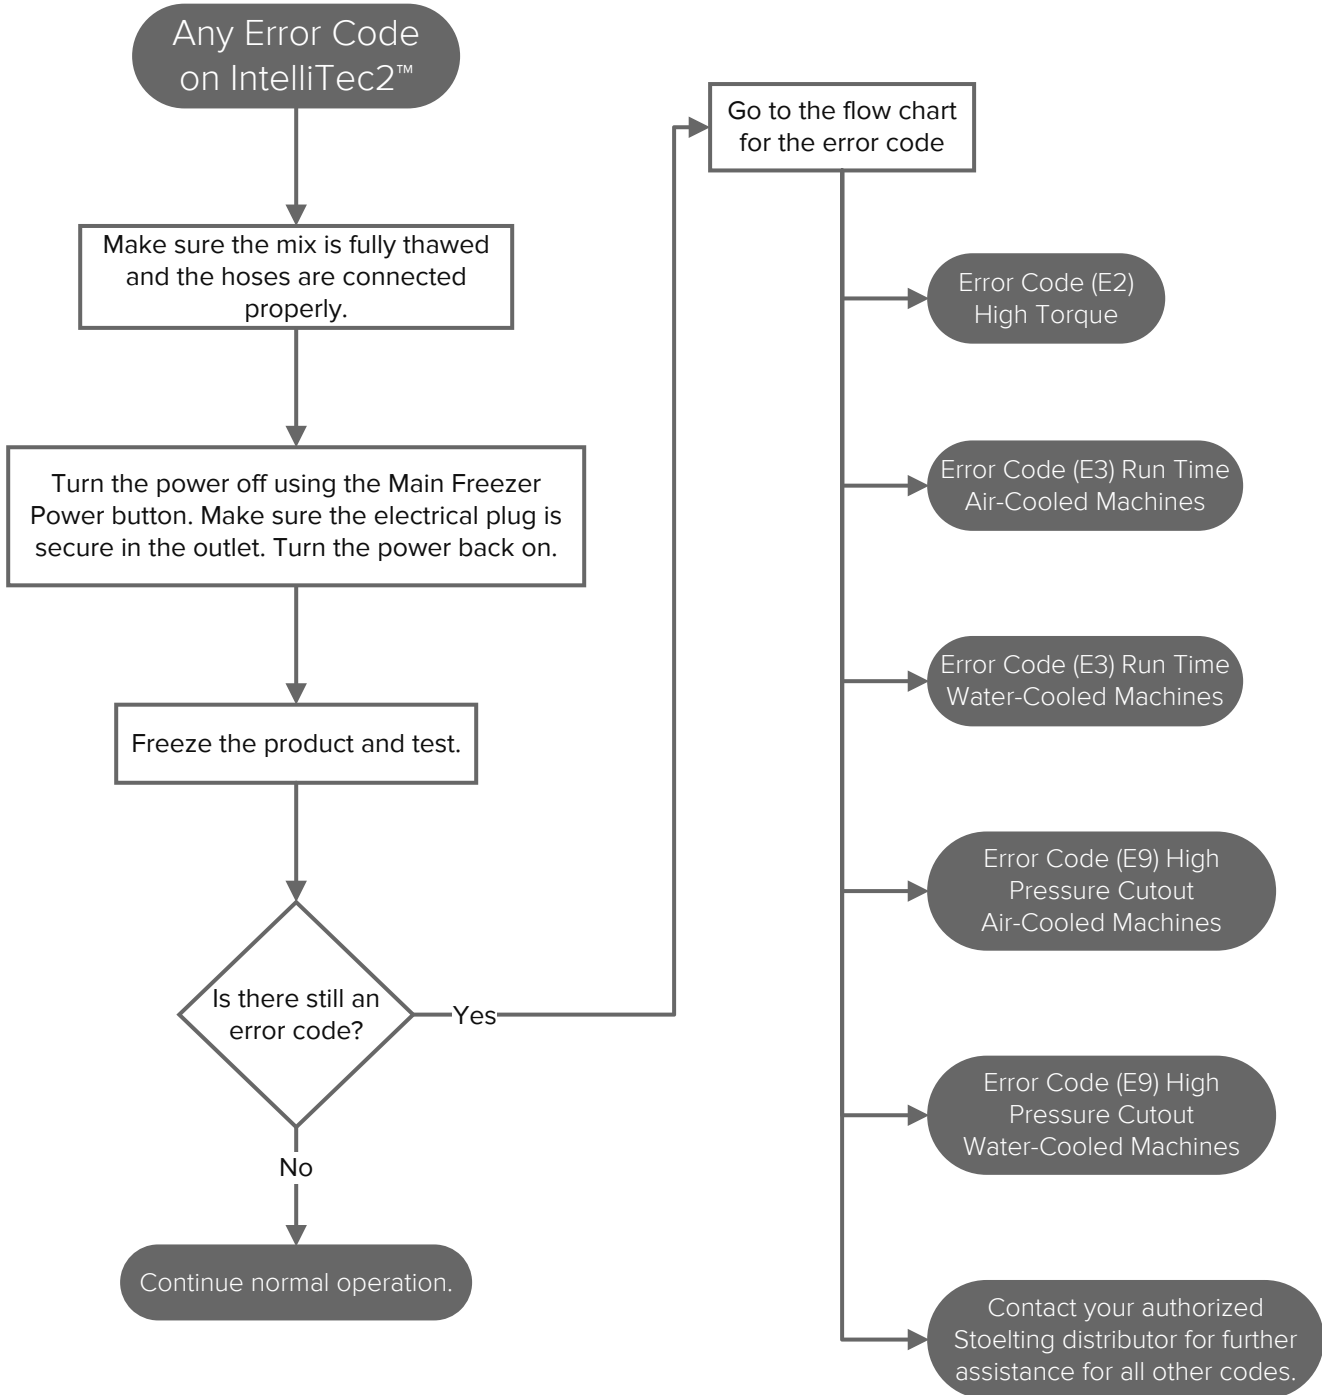 Any Error Code
on IntelliTec2™
Make sure the mix is fully thawed
and the hoses are connected
properly.
Turn the power off using the Main Freezer
Power button. Make sure the electrical plug is
secure in the outlet. Turn the power back on.
Freeze the product and test.
Is there still an
error code?
Yes
No
Continue normal operation.
Go to the flow chart
for the error code
Error Code (E2)
High Torque
Error Code (E3) Run Time
Air-Cooled Machines
Error Code (E3) Run Time
Water-Cooled Machines
Error Code (E9) High
Pressure Cutout
Air-Cooled Machines
Error Code (E9) High
Pressure Cutout
Water-Cooled Machines
Contact your authorized
Stoelting distributor for further
assistance for all other codes.